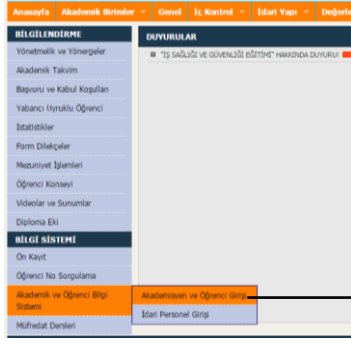 Anasayfa Akademik Birimler Genel İç Kontrol İdari Yapı Değerle
BİLGİLENDİRME
Yönetmelik ve Yönergeler
Akademik Takvim
Başvuru ve Kabul Koşulları
Yabancı Uyruklu Öğrenci
İstatistikler
Form Dilekçeler
Mezuniyet İşlemleri
Öğrenci Konseyi
Videolar ve Sunumlar
Diploma Eki
BİLGİ SİSTEMİ
Ön Kayıt
Öğrenci No Sorgulama
Akademik ve Öğrenci Bilgi
Sistemi
Müfredat Dersleri
DUYURULAR
"İŞ SAĞLIĞI VE GÜVENLİĞİ EĞİTİMİ" HAKKINDA DUYURU!
Akademisyen ve Öğrenci Girişi
İdari Personel Girişi